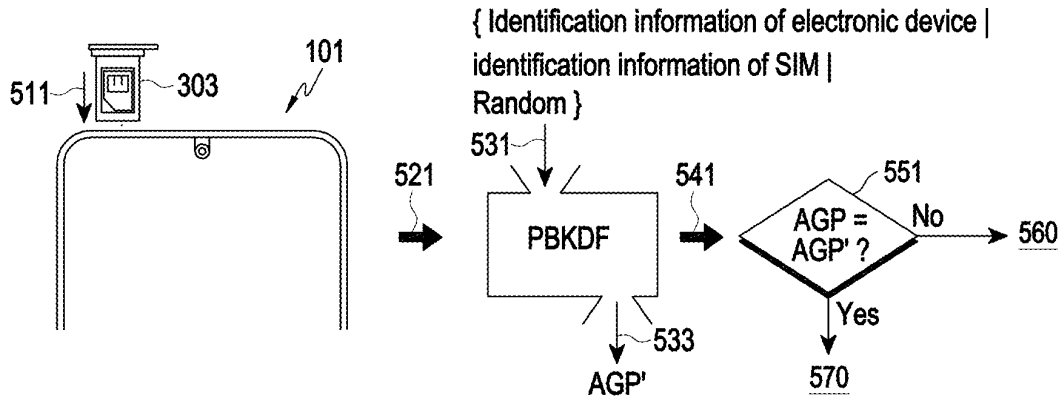 { Identification information of electronic device |
identification information of SIM |
Random }
511
303
101
531
521
PBKDF
541
551
AGP =
AGP' ?
No
560
Yes
533
AGP'
570